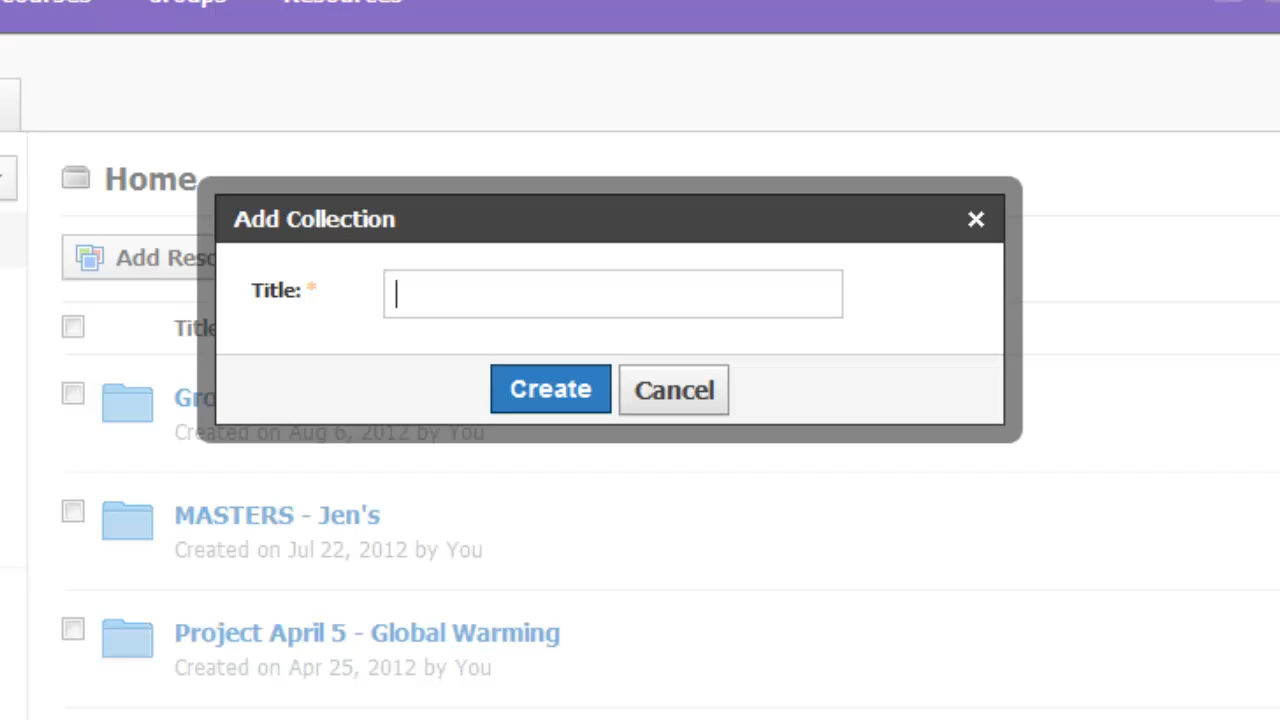 Courses Groups Resources
Home
Add Collection
Add Reso
Title: *
Title
Create Cancel
Gro
Created on Aug 6, 2012 by You
MASTERS - Jen's
Created on Jul 22, 2012 by You
Project April 5 - Global Warming
Created on Apr 25, 2012 by You